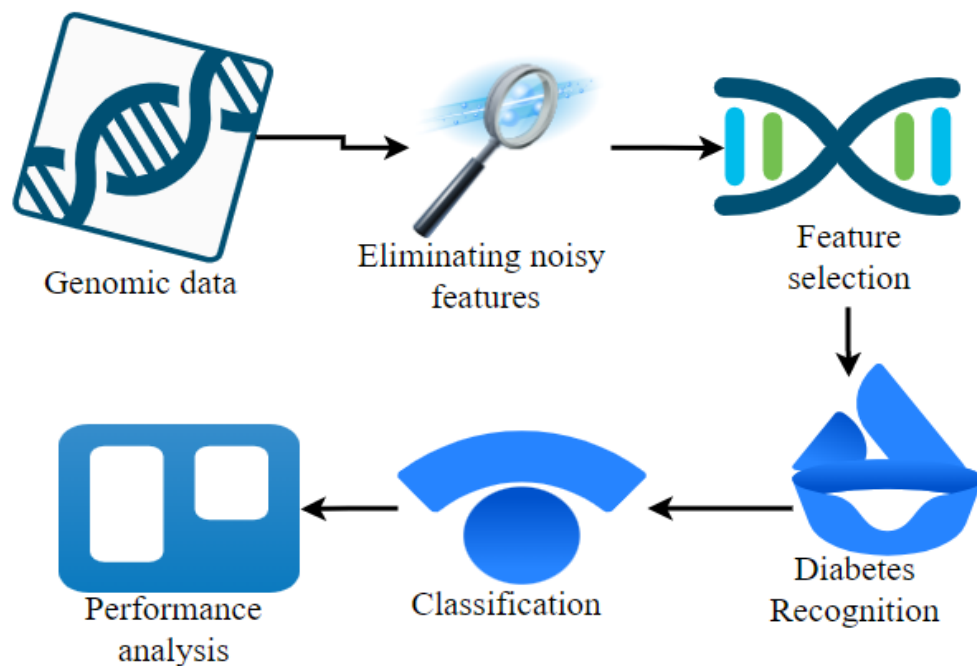 Genomic data
Eliminating noisy
features
Feature
selection
Diabetes
Recognition
Classification
Performance
analysis